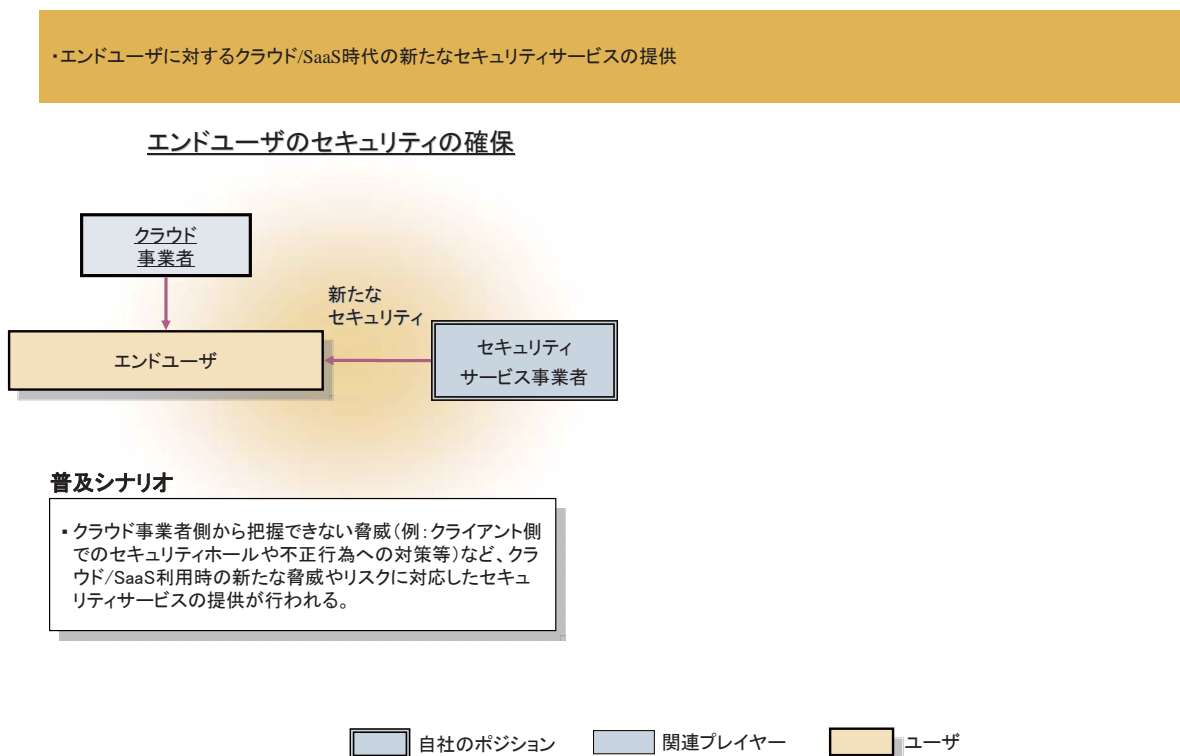 ・エンドユーザに対するクラウド/SaaS時代の新たなセキュリティサービスの提供
エンドユーザのセキュリティの確保
クラウド
事業者
新たな
セキュリティ
エンドユーザ
セキュリティ
サービス事業者
普及シナリオ
▪クラウド事業者側から把握できない脅威(例:クライアント側
でのセキュリティホールや不正行為への対策等)など、クラ
ウド/SaaS利用時の新たな脅威やリスクに対応したセキュ
リティサービスの提供が行われる。
自社のポジション
関連プレイヤー
ユーザ